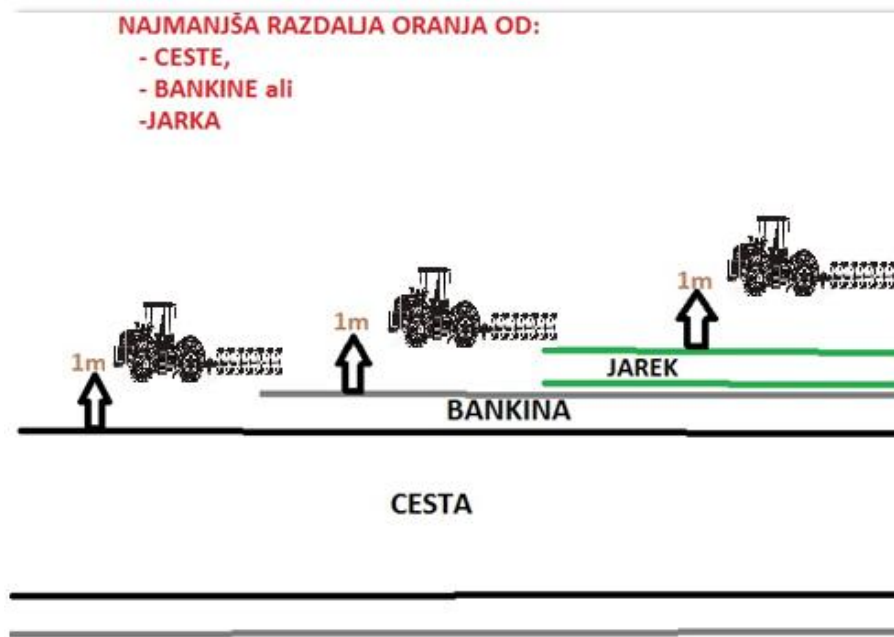 NAJMANJŠA RAZDALJA ORANJA OD:
- CESTE,
- BANKINE ali
-JARKA
1m
1m
1m
JAREK
BANKINA
CESTA